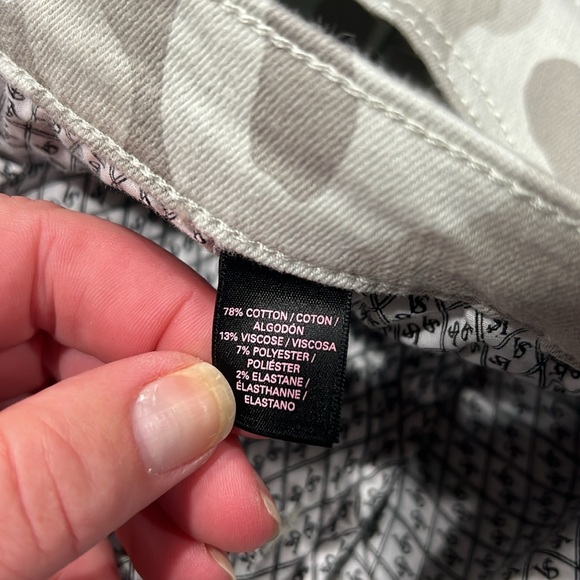 78% COTTON / COTON /
ALGODÓN
13% VISCOSE / VISCOSA
7% POLYESTER /
POLIÉSTER
2% ELASTANE /
ÉLASTHANNE /
ELASTANO